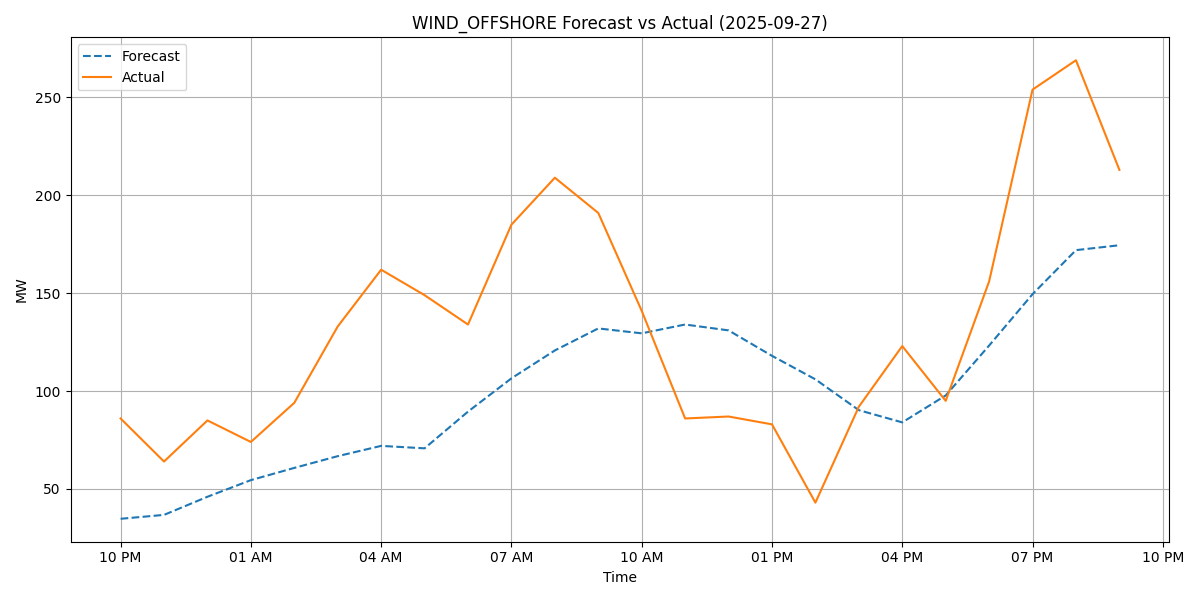 WIND_OFFSHORE Forecast vs Actual (2025-09-27)
Forecast
Actual
MW
250
200
150
100
50
10 PM 01 AM 04 AM 07 AM 10 AM 01 PM 04 PM 07 PM 10 PM
Time